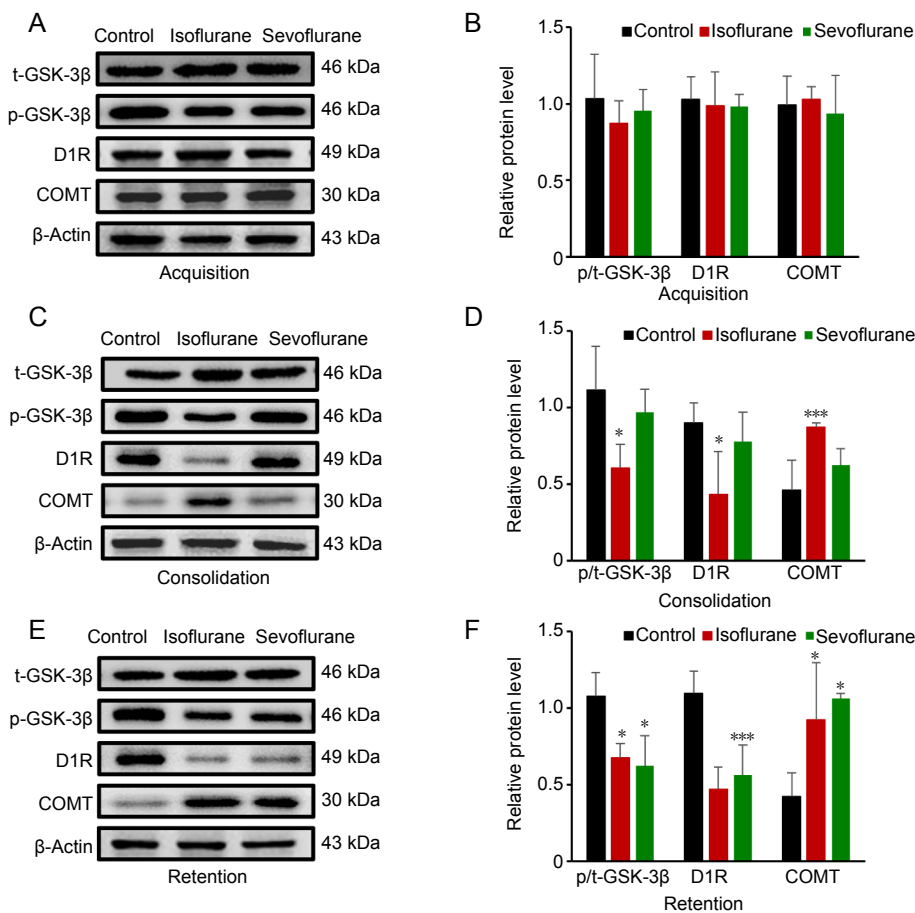 A
Control Isoflurane Sevoflurane
t-GSK-3β 46 kDa
p-GSK-3β 46 kDa
D1R 49 kDa
COMT 30 kDa
β-Actin 43 kDa
Acquisition
B
Control Isoflurane Sevoflurane
Relative protein level
1.5
1.0
0.5
0
p/t-GSK-3β D1R COMT
Acquisition
C
Control Isoflurane Sevoflurane
t-GSK-3β 46 kDa
p-GSK-3β 46 kDa
D1R 49 kDa
COMT 30 kDa
β-Actin 43 kDa
Consolidation
D
Control Isoflurane Sevoflurane
Relative protein level
1.5
1.0
0.5
0
* * ***
p/t-GSK-3β D1R COMT
Consolidation
E
Control Isoflurane Sevoflurane
t-GSK-3β 46 kDa
p-GSK-3β 46 kDa
D1R 49 kDa
COMT 30 kDa
β-Actin 43 kDa
Retention
F
Control Isoflurane Sevoflurane
Relative protein level
1.5
1.0
0.5
0
* * *** * *
p/t-GSK-3β D1R COMT
Retention